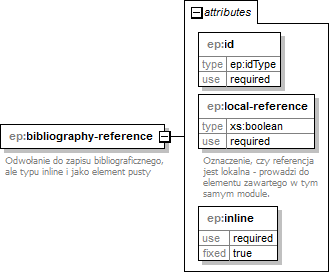 attributes
ep:id
type ep:idType
use required
ep:local-reference
type xs:boolean
use required
Oznaczenie, czy referencja
jest lokalna - prowadzi do
elementu zawartego w tym
samym module.
ep:inline
use required
fixed true
ep:bibliography-reference
Odwołanie do zapisu bibliograficznego,
ale typu inline i jako element pusty